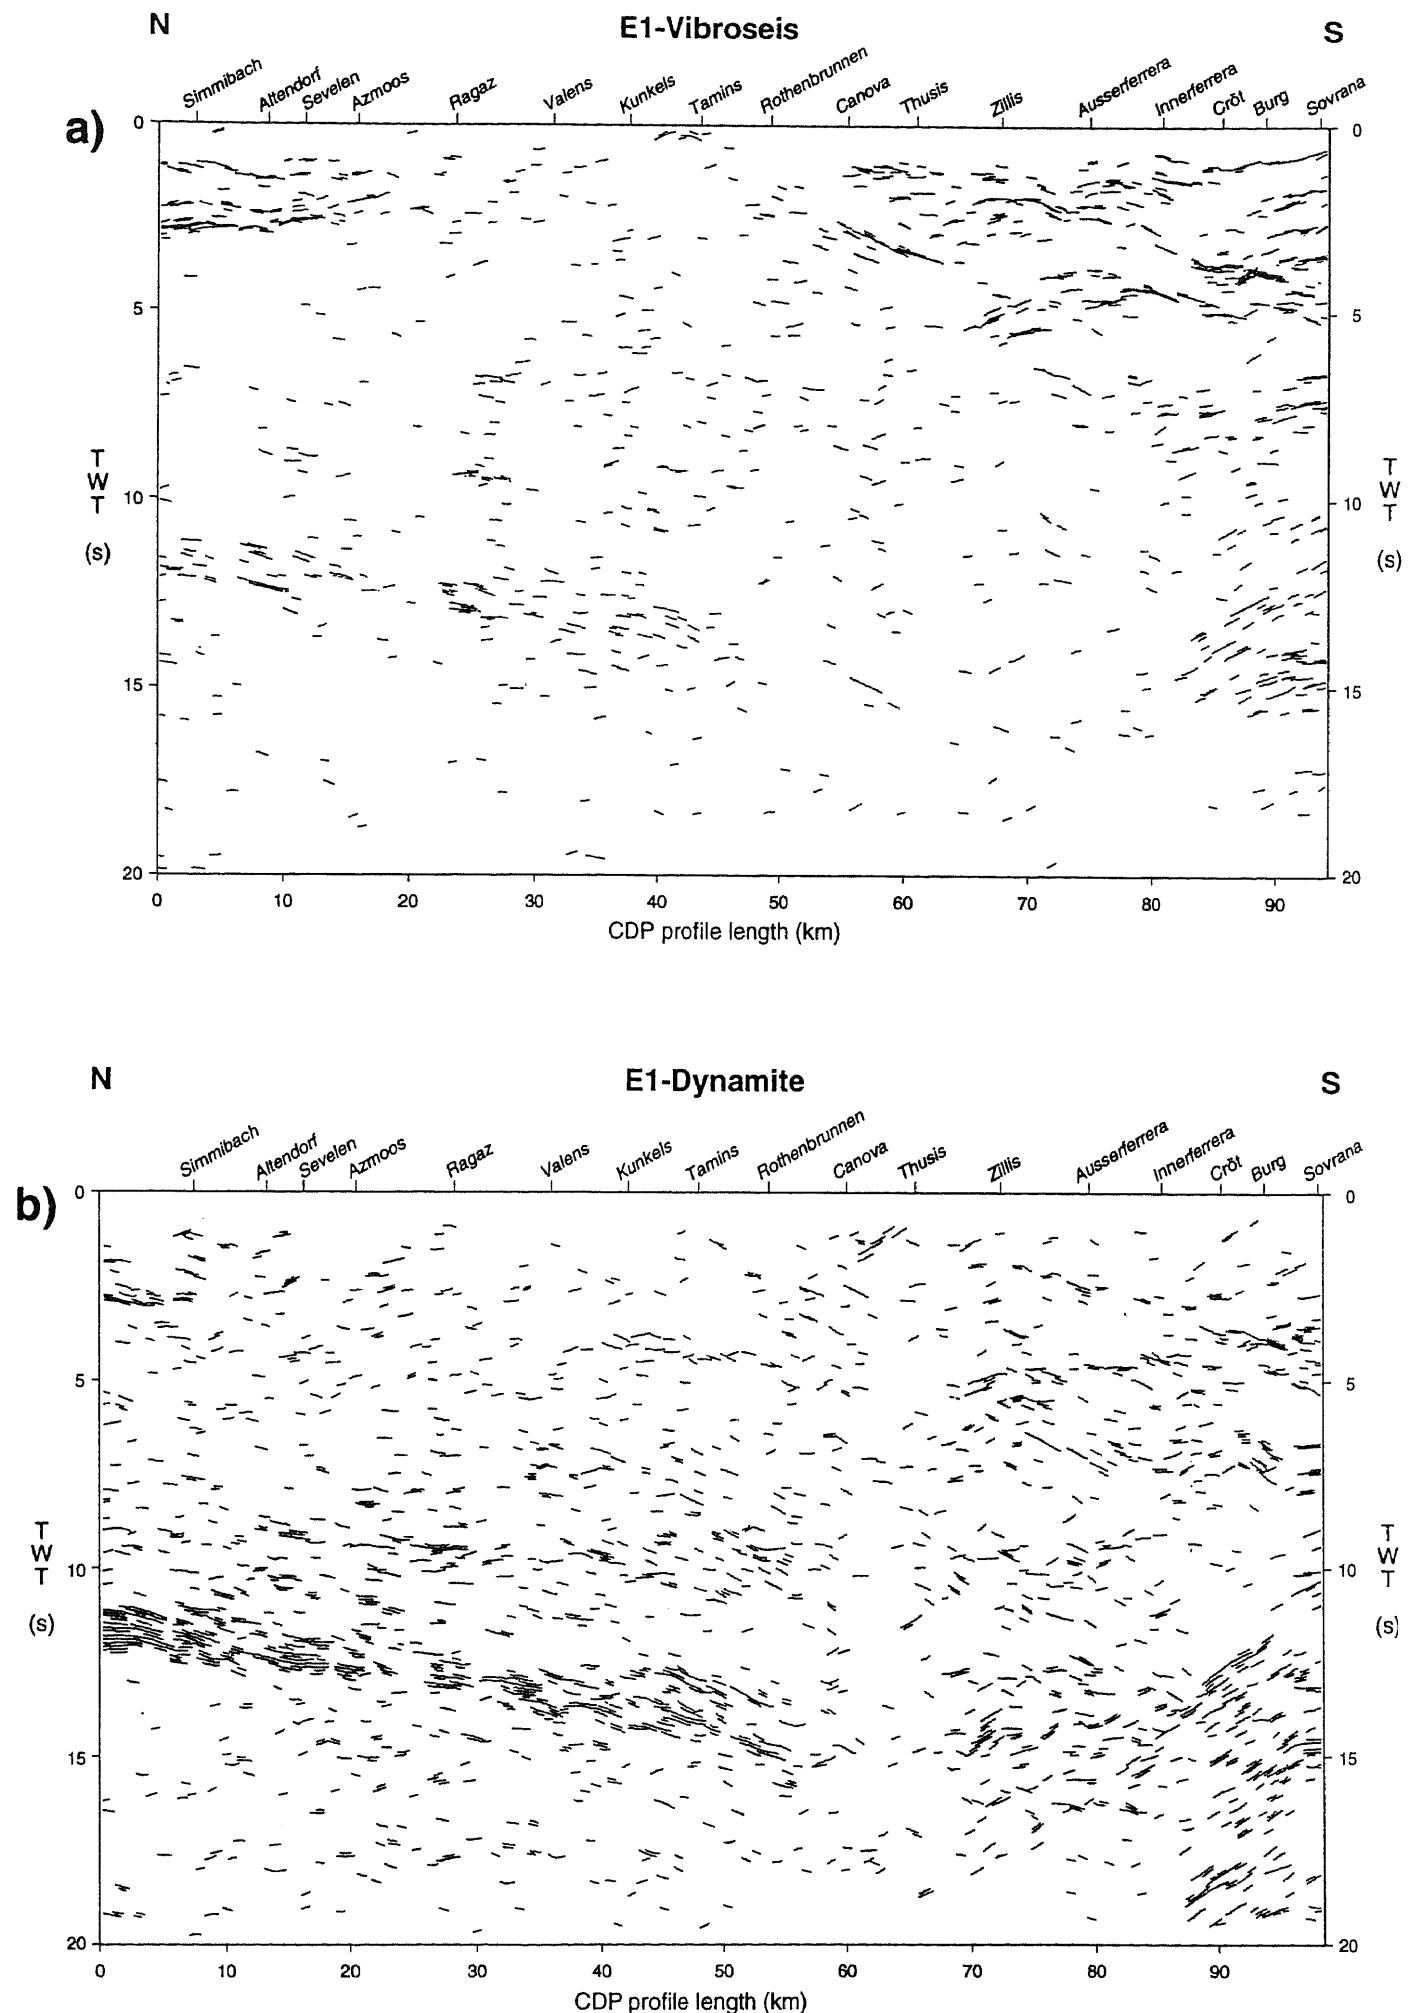 N E1-Vibroseis S
a)
Simmibach Altendorf Sevelen Azmoos Ragaz Valens Kunkels Tamins Rothenbrunnen Canova Thusis Zillis Ausserferrera Innerferrera Cröt Burg Sovrana
0 0
5 5
T W T (s) T W T (s)
10 10
15 15
20 20
0 10 20 30 40 50 60 70 80 90
CDP profile length (km)
N E1-Dynamite S
b)
Simmibach Altendorf Sevelen Azmoos Ragaz Valens Kunkels Tamins Rothenbrunnen Canova Thusis Zillis Ausserferrera Innerferrera Cröt Burg Sovrana
0 0
5 5
T W T (s) T W T (s)
10 10
15 15
20 20
0 10 20 30 40 50 60 70 80 90
CDP profile length (km)